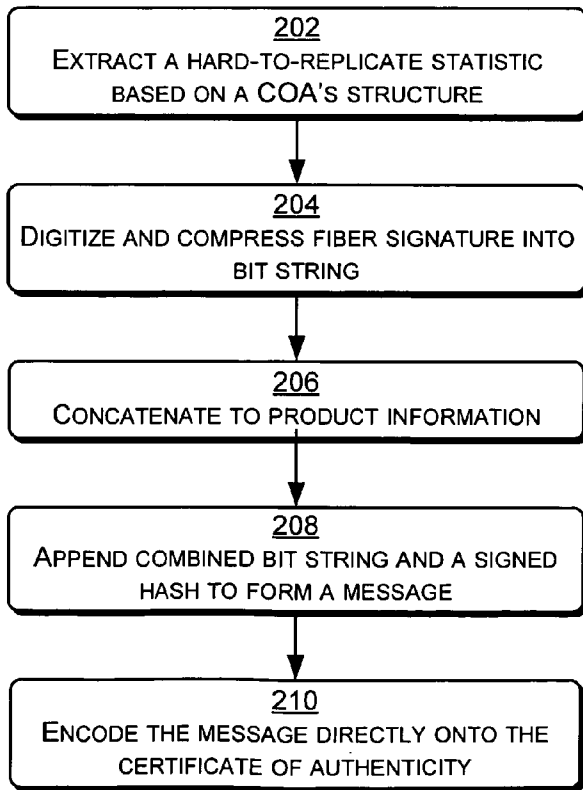 202
EXTRACT A HARD-TO-REPLICATE STATISTIC
BASED ON A COA'S STRUCTURE
204
DIGITIZE AND COMPRESS FIBER SIGNATURE INTO
BIT STRING
206
CONCATENATE TO PRODUCT INFORMATION
208
APPEND COMBINED BIT STRING AND A SIGNED
HASH TO FORM A MESSAGE
210
ENCODE THE MESSAGE DIRECTLY ONTO THE
CERTIFICATE OF AUTHENTICITY